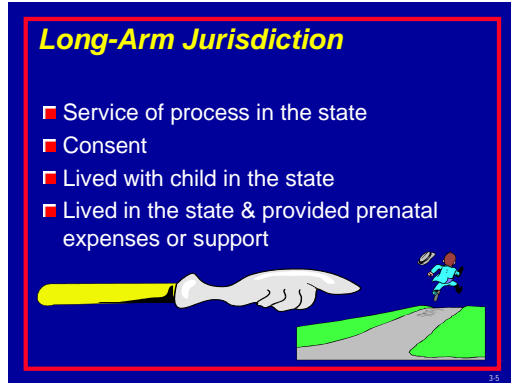 Long-Arm Jurisdiction
Service of process in the state
Consent
Lived with child in the state
Lived in the state & provided prenatal
expenses or support
3-5